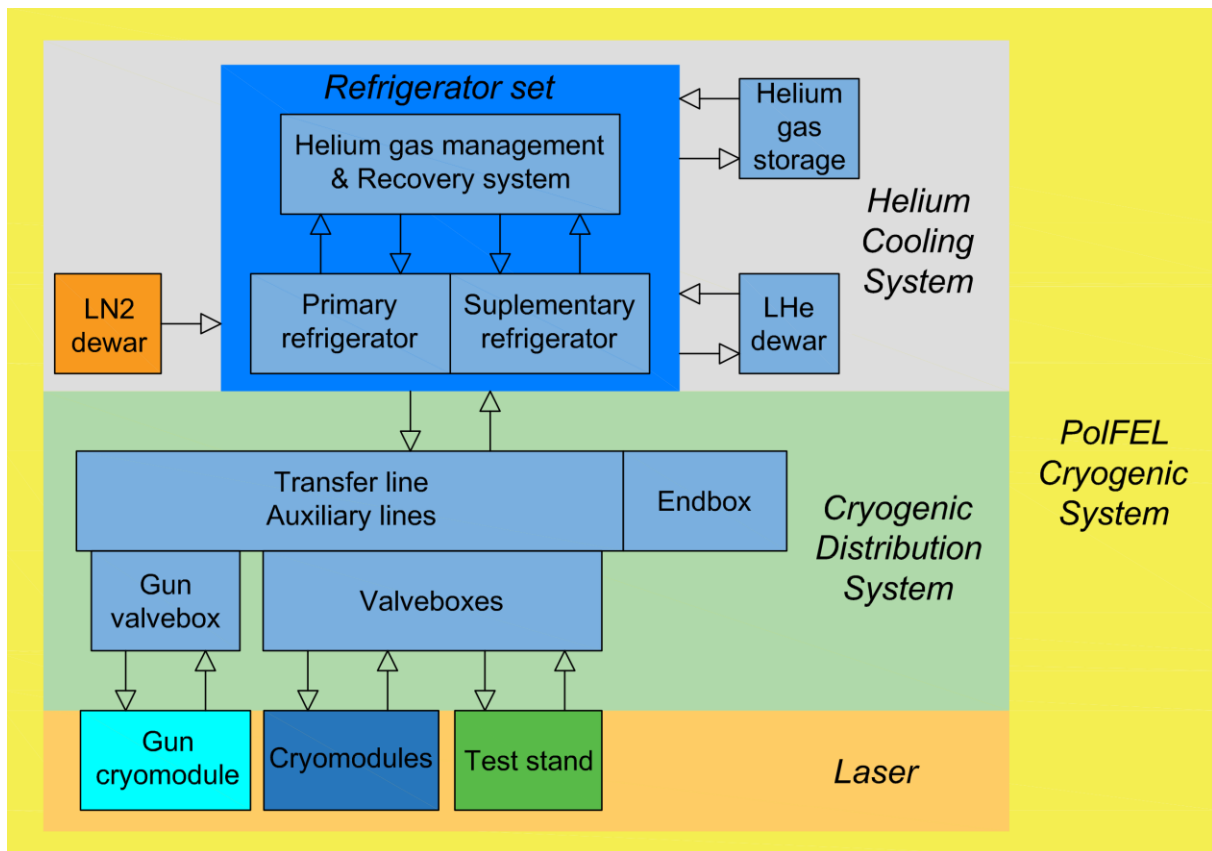 Refrigerator set
Helium gas management
& Recovery system
Helium
gas
storage
Helium
Cooling
System
LN2
dewar
Primary
refrigerator
Suplementary
refrigerator
LHe
dewar
Transfer line
Auxiliary lines
Endbox
Cryogenic
Distribution
System
PolFEL
Cryogenic
System
Gun
valvebox
Valveboxes
Gun
cryomodule
Cryomodules
Test stand
Laser